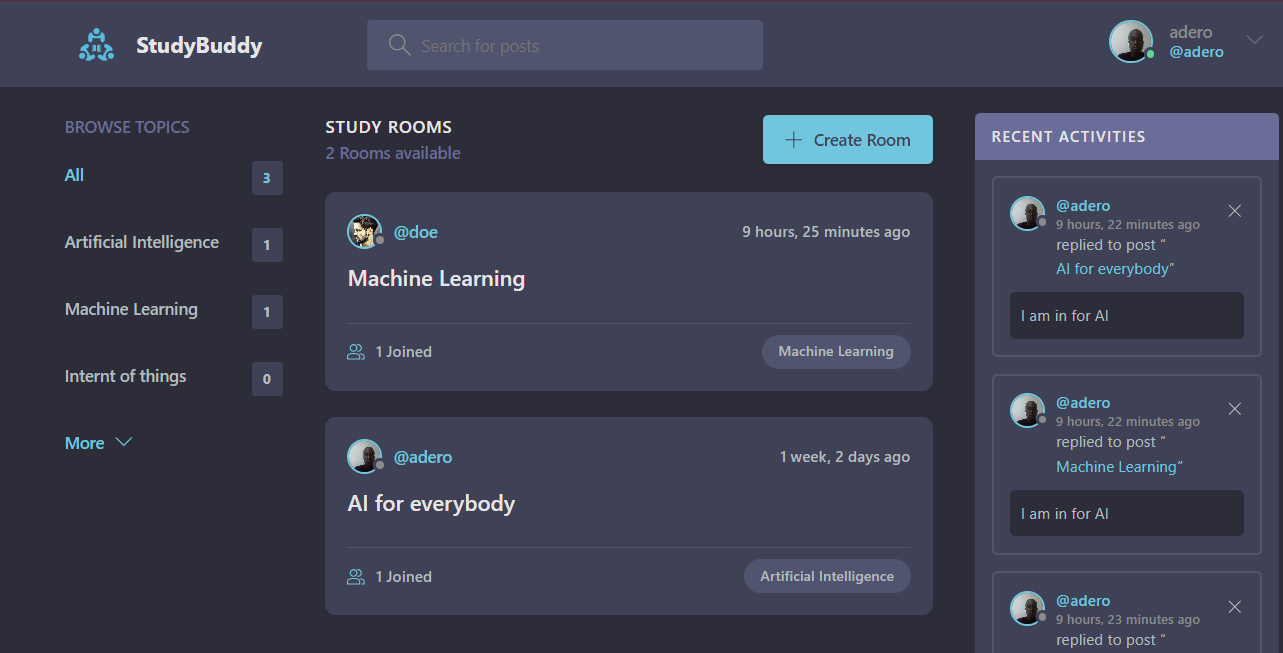 StudyBuddy
Search for posts
adero
@adero
BROWSE TOPICS
All 3
Artificial Intelligence 1
Machine Learning 1
Internt of things 0
More
STUDY ROOMS
2 Rooms available
Create Room
@doe 9 hours, 25 minutes ago
Machine Learning
1 Joined Machine Learning
@adero 1 week, 2 days ago
AI for everybody
1 Joined Artificial Intelligence
RECENT ACTIVITIES
@adero
9 hours, 22 minutes ago
replied to post “
AI for everybody”
I am in for AI
@adero
9 hours, 22 minutes ago
replied to post “
Machine Learning”
I am in for AI
@adero
9 hours, 23 minutes ago
replied to post “